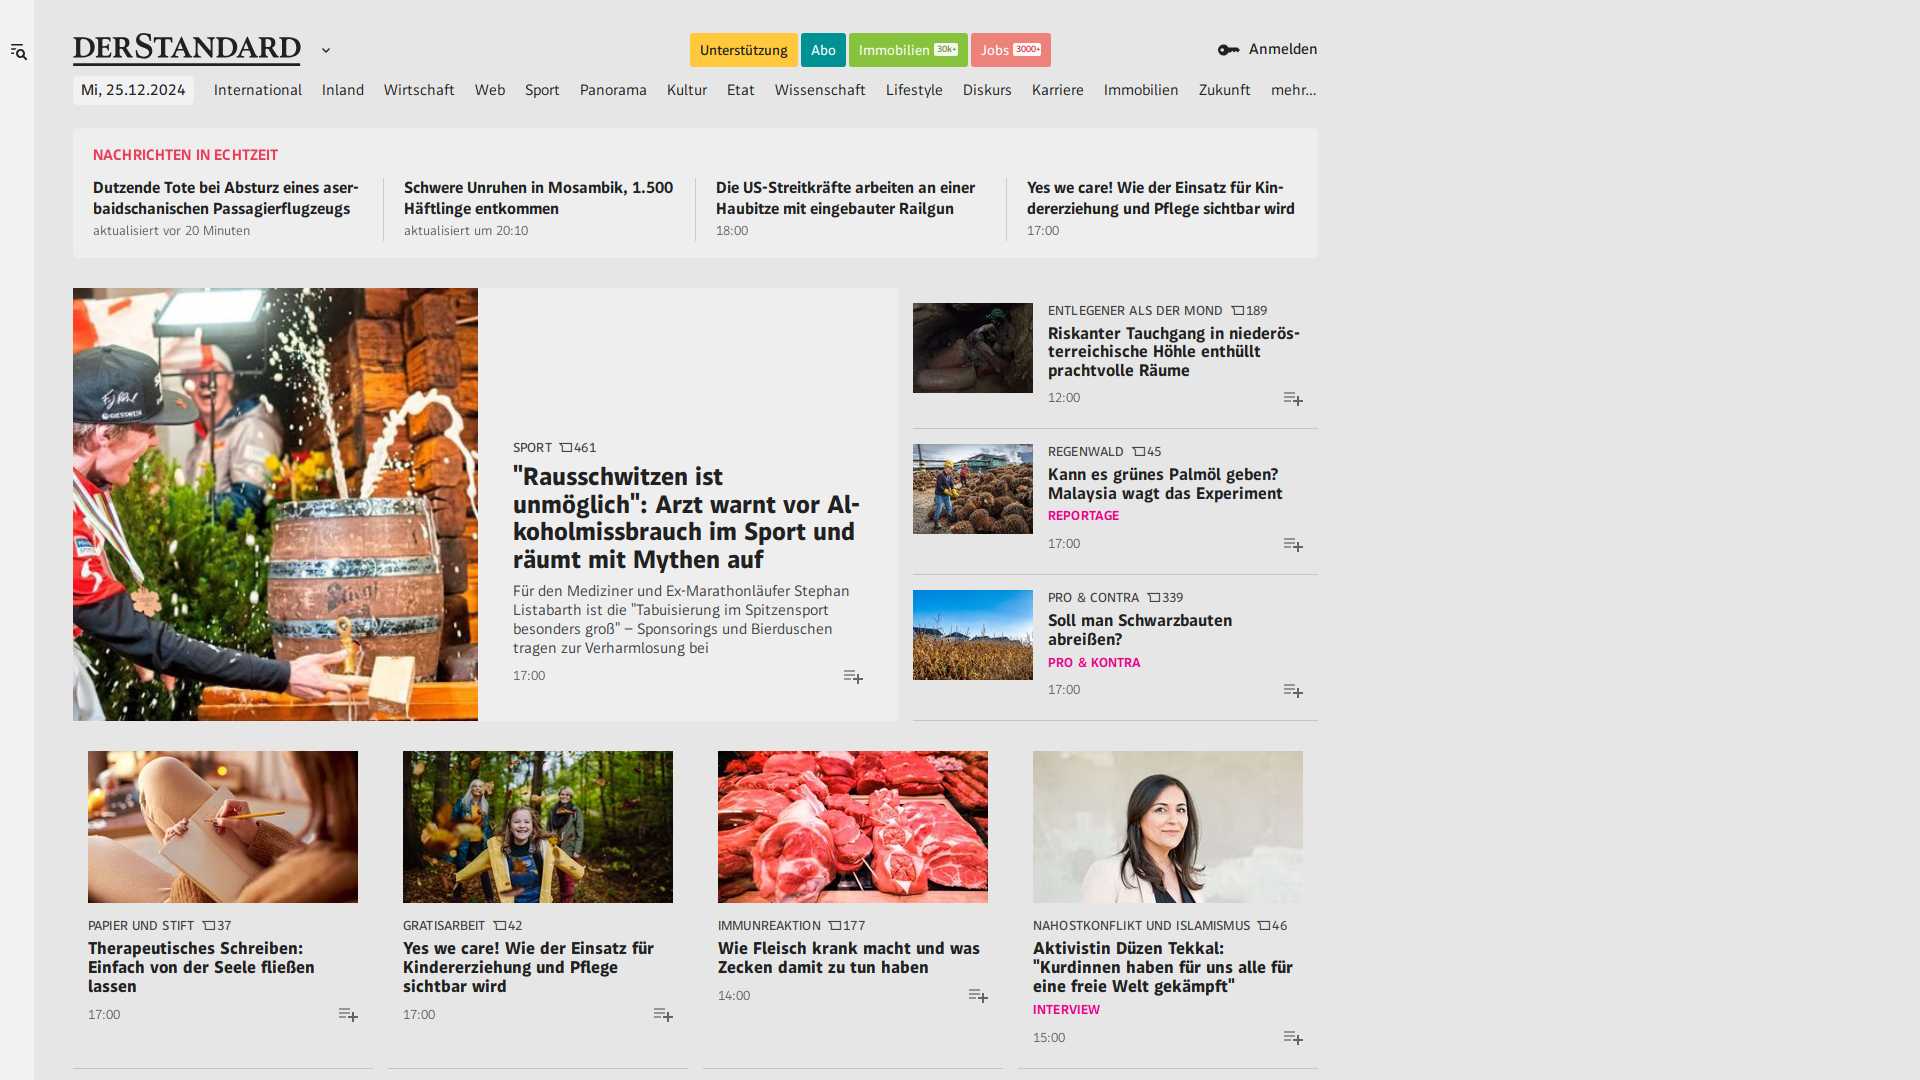 DERSTANDARD
Unterstützung
Abo
Immobilien 30k+
Jobs 3000+
Anmelden
Mi, 25.12.2024 International Inland Wirtschaft Web Sport Panorama Kultur Etat Wissenschaft Lifestyle Diskurs Karriere Immobilien Zukunft mehr...
NACHRICHTEN IN ECHTZEIT
Dutzende Tote bei Absturz eines aser-
baidschanischen Passagierflugzeugs
aktualisiert vor 20 Minuten
Schwere Unruhen in Mosambik, 1.500
Häftlinge entkommen
aktualisiert um 20:10
Die US-Streitkräfte arbeiten an einer
Haubitze mit eingebauter Railgun
18:00
Yes we care! Wie der Einsatz für Kin-
dererziehung und Pflege sichtbar wird
17:00
SPORT 461
"Rausschwitzen ist
unmöglich": Arzt warnt vor Al-
koholmissbrauch im Sport und
räumt mit Mythen auf
Für den Mediziner und Ex-Marathonläufer Stephan
Listabarth ist die "Tabuisierung im Spitzensport
besonders groß" – Sponsorings und Bierduschen
tragen zur Verharmlosung bei
17:00
ENTLEGENER ALS DER MOND 189
Riskanter Tauchgang in niederös-
terreichische Höhle enthüllt
prachtvolle Räume
12:00
REGENWALD 45
Kann es grünes Palmöl geben?
Malaysia wagt das Experiment
REPORTAGE
17:00
PRO & CONTRA 339
Soll man Schwarzbauten
abreißen?
PRO & KONTRA
17:00
PAPIER UND STIFT 37
Therapeutisches Schreiben:
Einfach von der Seele fließen
lassen
17:00
GRATISARBEIT 42
Yes we care! Wie der Einsatz für
Kindererziehung und Pflege
sichtbar wird
17:00
IMMUNREAKTION 177
Wie Fleisch krank macht und was
Zecken damit zu tun haben
14:00
NAHOSTKONFLIKT UND ISLAMISMUS 46
Aktivistin Düzen Tekkal:
"Kurdinnen haben für uns alle für
eine freie Welt gekämpft"
INTERVIEW
15:00